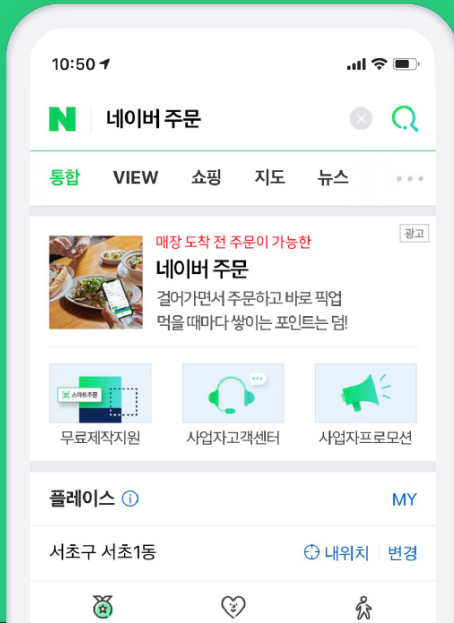 10:50
N 네이버 주문
통합 VIEW 쇼핑 지도 뉴스
광고
매장 도착 전 주문이 가능한
네이버 주문
걸어가면서 주문하고 바로 픽업
먹을 때마다 쌓이는 포인트는 덤!
스마트주문
무료제작지원 사업자고객센터 사업자프로모션
플레이스 MY
서초구 서초1동 내위치 변경